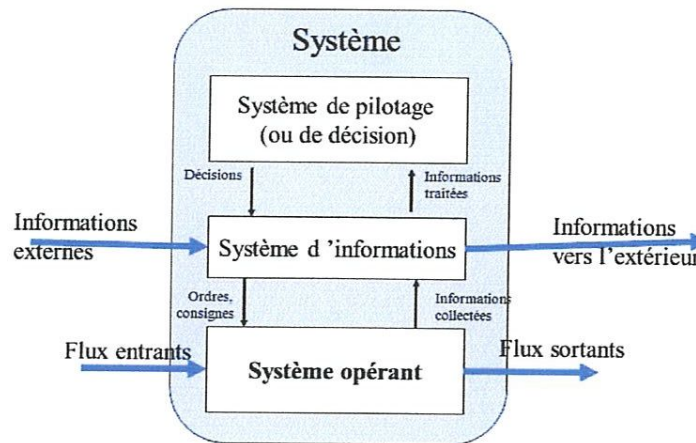 Système
Système de pilotage
(ou de décision)
Décisions
Informations
traitées
Informations
externes
Système d ’informations
Informations
vers l’extérieur
Ordres,
consignes
Informations
collectées
Flux entrants
Système opérant
Flux sortants